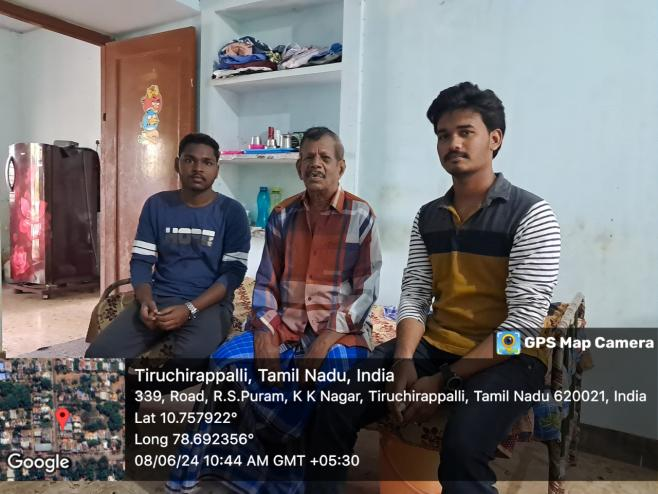 HOPE
GPS Map Camera
Tiruchirappalli, Tamil Nadu, India
339, Road, R.S.Puram, K K Nagar, Tiruchirappalli, Tamil Nadu 620021, India
Lat 10.757922°
Long 78.692356°
08/06/24 10:44 AM GMT +05:30
Google